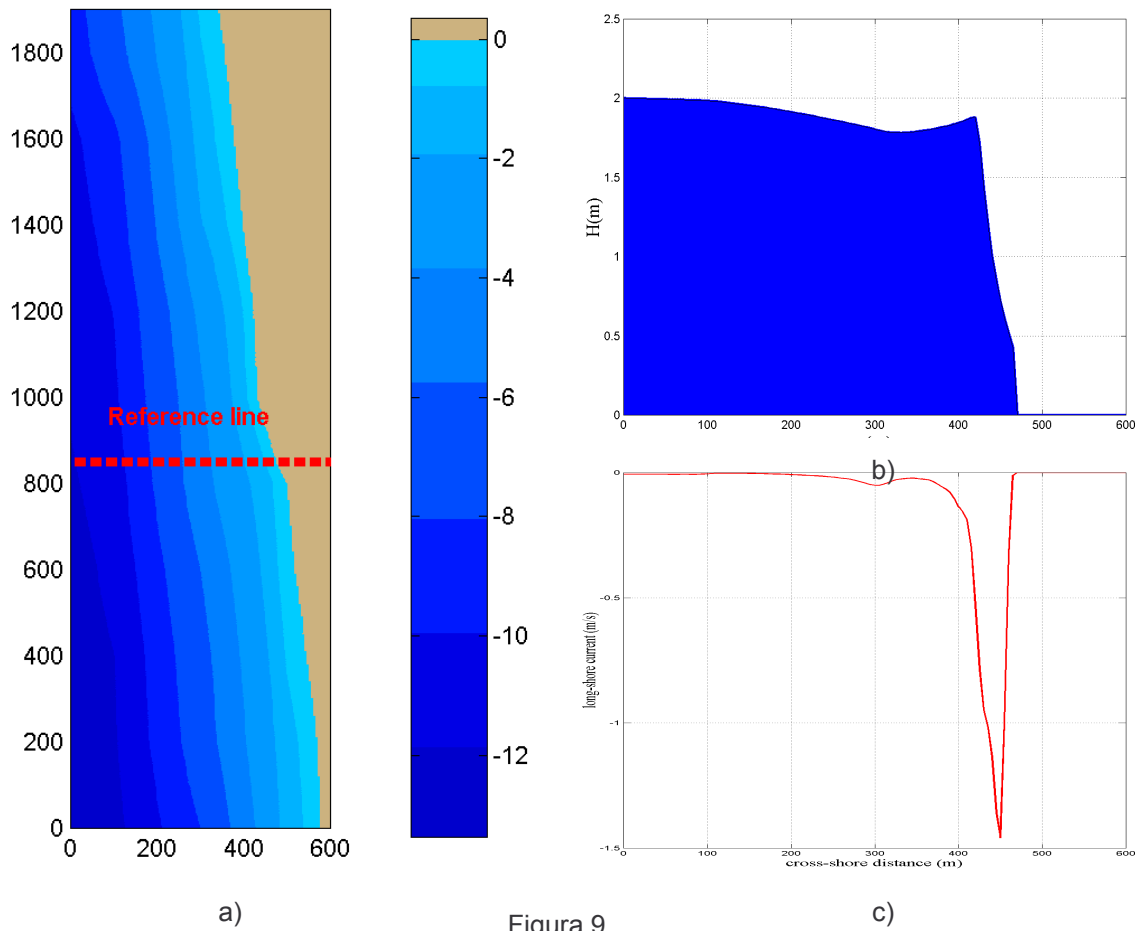 1800
1600
1400
1200
1000
800
600
400
200
0
0 200 400 600
Reference line
0
-2
-4
-6
-8
-10
-12
a)
2.5
2
1.5
1
0.5
0
H(m)
0 100 200 300 400 500 600
b)
0
-0.5
-1
-1.5
long-shore current (m/s)
0 100 200 300 400 500 600
cross-shore distance (m)
c)
Figura 9